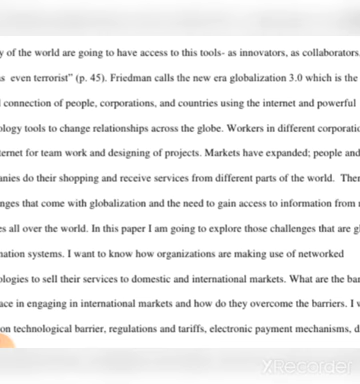 y of the world are going to have access to this tools- as innovators, as collaborators,
s even terrorist” (p. 45). Friedman calls the new era globalization 3.0 which is the
connection of people, corporations, and countries using the internet and powerful
ology tools to change relationships across the globe. Workers in different corporatio
ternet for team work and designing of projects. Markets have expanded; people and
anies do their shopping and receive services from different parts of the world. Ther
nges that come with globalization and the need to gain access to information from
es all over the world. In this paper I am going to explore those challenges that are gl
mation systems. I want to know how organizations are making use of networked
ologies to sell their services to domestic and international markets. What are the bar
ace in engaging in international markets and how do they overcome the barriers. I w
on technological barrier, regulations and tariffs, electronic payment mechanisms, d
XRecorder